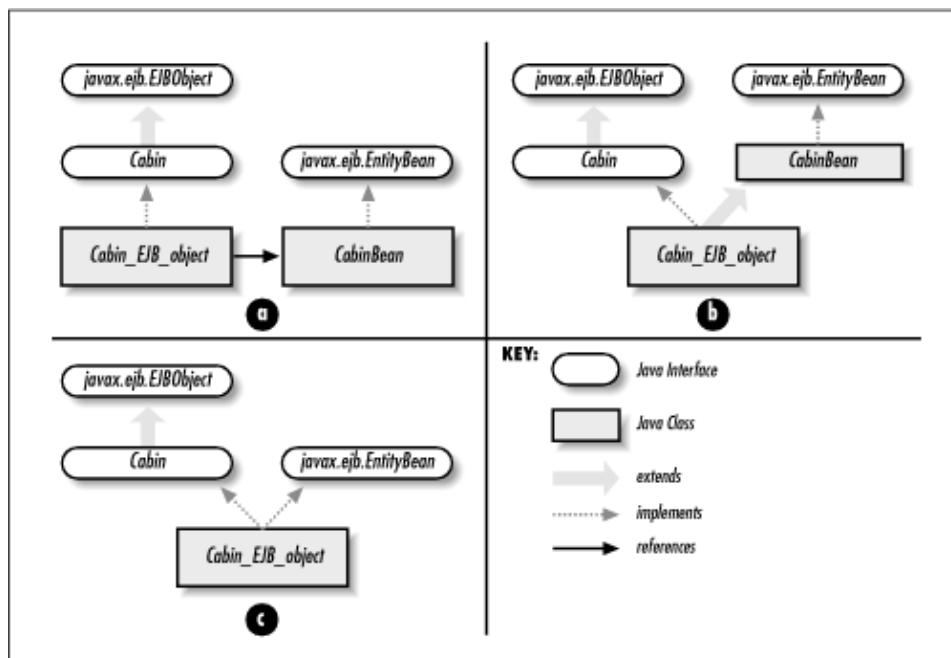 javax.ejb.EJBObject
Cabin
javax.ejb.EntityBean
Cabin_EJB_object
CabinBean
a
javax.ejb.EJBObject
javax.ejb.EntityBean
Cabin
CabinBean
Cabin_EJB_object
b
javax.ejb.EJBObject
Cabin
javax.ejb.EntityBean
Cabin_EJB_object
c
KEY:
Java Interface
Java Class
extends
implements
references